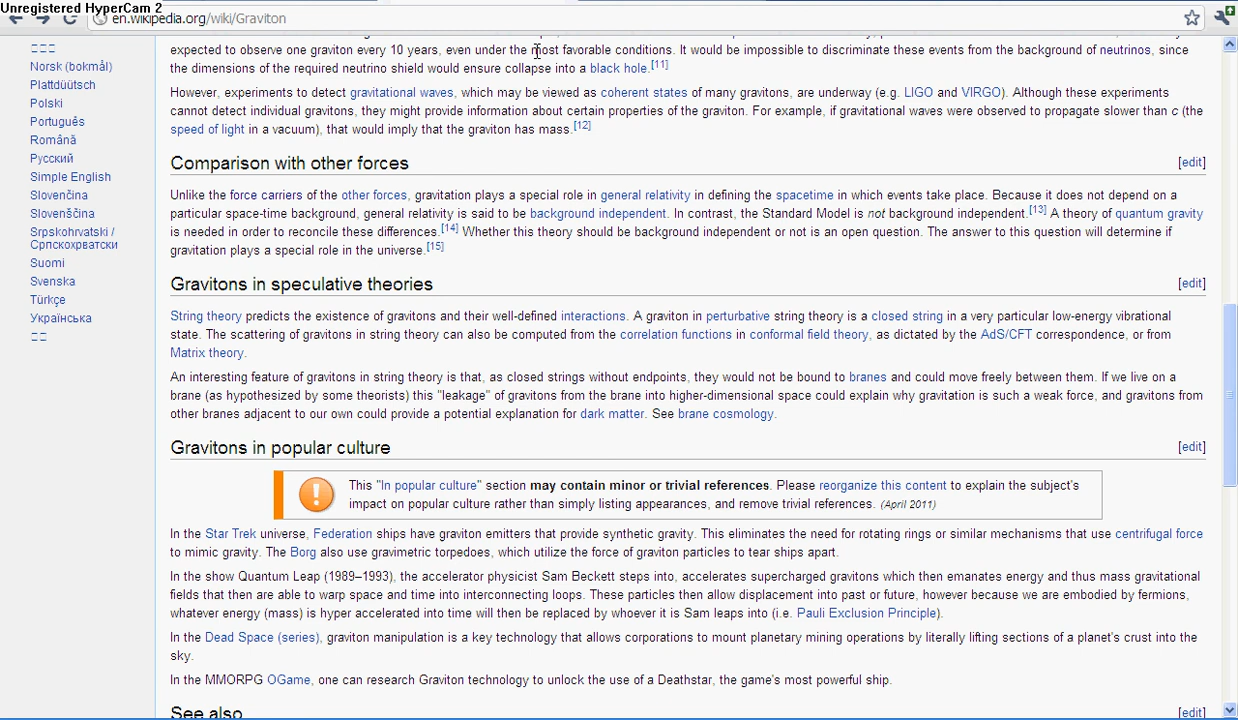 Unregistered HyperCam 2
en.wikipedia.org/wiki/Graviton
Norsk (bokmål)
Plattdüütsch
Polski
Português
Română
Русский
Simple English
Slovenčina
Slovenščina
Srpskohrvatski /
Српскохрватски
Suomi
Svenska
Türkçe
Українська
expected to observe one graviton every 10 years, even under the most favorable conditions. It would be impossible to discriminate these events from the background of neutrinos, since
the dimensions of the required neutrino shield would ensure collapse into a black hole.[11]
However, experiments to detect gravitational waves, which may be viewed as coherent states of many gravitons, are underway (e.g. LIGO and VIRGO). Although these experiments
cannot detect individual gravitons, they might provide information about certain properties of the graviton. For example, if gravitational waves were observed to propagate slower than c (the
speed of light in a vacuum), that would imply that the graviton has mass.[12]
Comparison with other forces [edit]
Unlike the force carriers of the other forces, gravitation plays a special role in general relativity in defining the spacetime in which events take place. Because it does not depend on a
particular space-time background, general relativity is said to be background independent. In contrast, the Standard Model is not background independent.[13] A theory of quantum gravity
is needed in order to reconcile these differences.[14] Whether this theory should be background independent or not is an open question. The answer to this question will determine if
gravitation plays a special role in the universe.[15]
Gravitons in speculative theories [edit]
String theory predicts the existence of gravitons and their well-defined interactions. A graviton in perturbative string theory is a closed string in a very particular low-energy vibrational
state. The scattering of gravitons in string theory can also be computed from the correlation functions in conformal field theory, as dictated by the AdS/CFT correspondence, or from
Matrix theory.
An interesting feature of gravitons in string theory is that, as closed strings without endpoints, they would not be bound to branes and could move freely between them. If we live on a
brane (as hypothesized by some theorists) this "leakage" of gravitons from the brane into higher-dimensional space could explain why gravitation is such a weak force, and gravitons from
other branes adjacent to our own could provide a potential explanation for dark matter. See brane cosmology.
Gravitons in popular culture [edit]
This "In popular culture" section may contain minor or trivial references. Please reorganize this content to explain the subject's
impact on popular culture rather than simply listing appearances, and remove trivial references. (April 2011)
In the Star Trek universe, Federation ships have graviton emitters that provide synthetic gravity. This eliminates the need for rotating rings or similar mechanisms that use centrifugal force
to mimic gravity. The Borg also use gravimetric torpedoes, which utilize the force of graviton particles to tear ships apart.
In the show Quantum Leap (1989–1993), the accelerator physicist Sam Beckett steps into, accelerates supercharged gravitons which then emanates energy and thus mass gravitational
fields that then are able to warp space and time into interconnecting loops. These particles then allow displacement into past or future, however because we are embodied by fermions,
whatever energy (mass) is hyper accelerated into time will then be replaced by whoever it is Sam leaps into (i.e. Pauli Exclusion Principle).
In the Dead Space (series), graviton manipulation is a key technology that allows corporations to mount planetary mining operations by literally lifting sections of a planet's crust into the
sky.
In the MMORPG OGame, one can research Graviton technology to unlock the use of a Deathstar, the game's most powerful ship.
See also [edit]